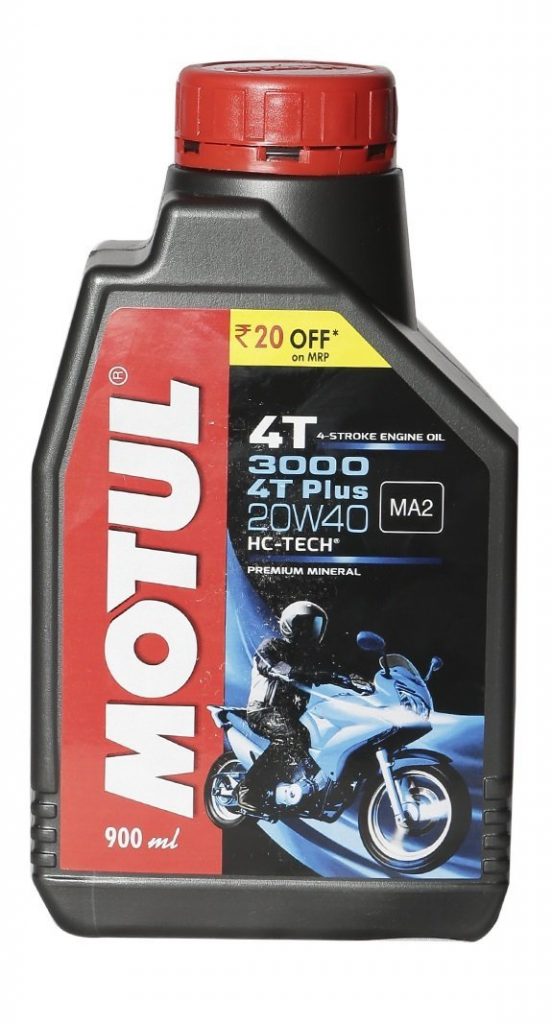 ₹ 20 OFF*
on MRP
MOTUL®
4T 4-STROKE ENGINE OIL
3000
4T Plus
20W40
MA2
HC-TECH®
PREMIUM MINERAL
900 ml